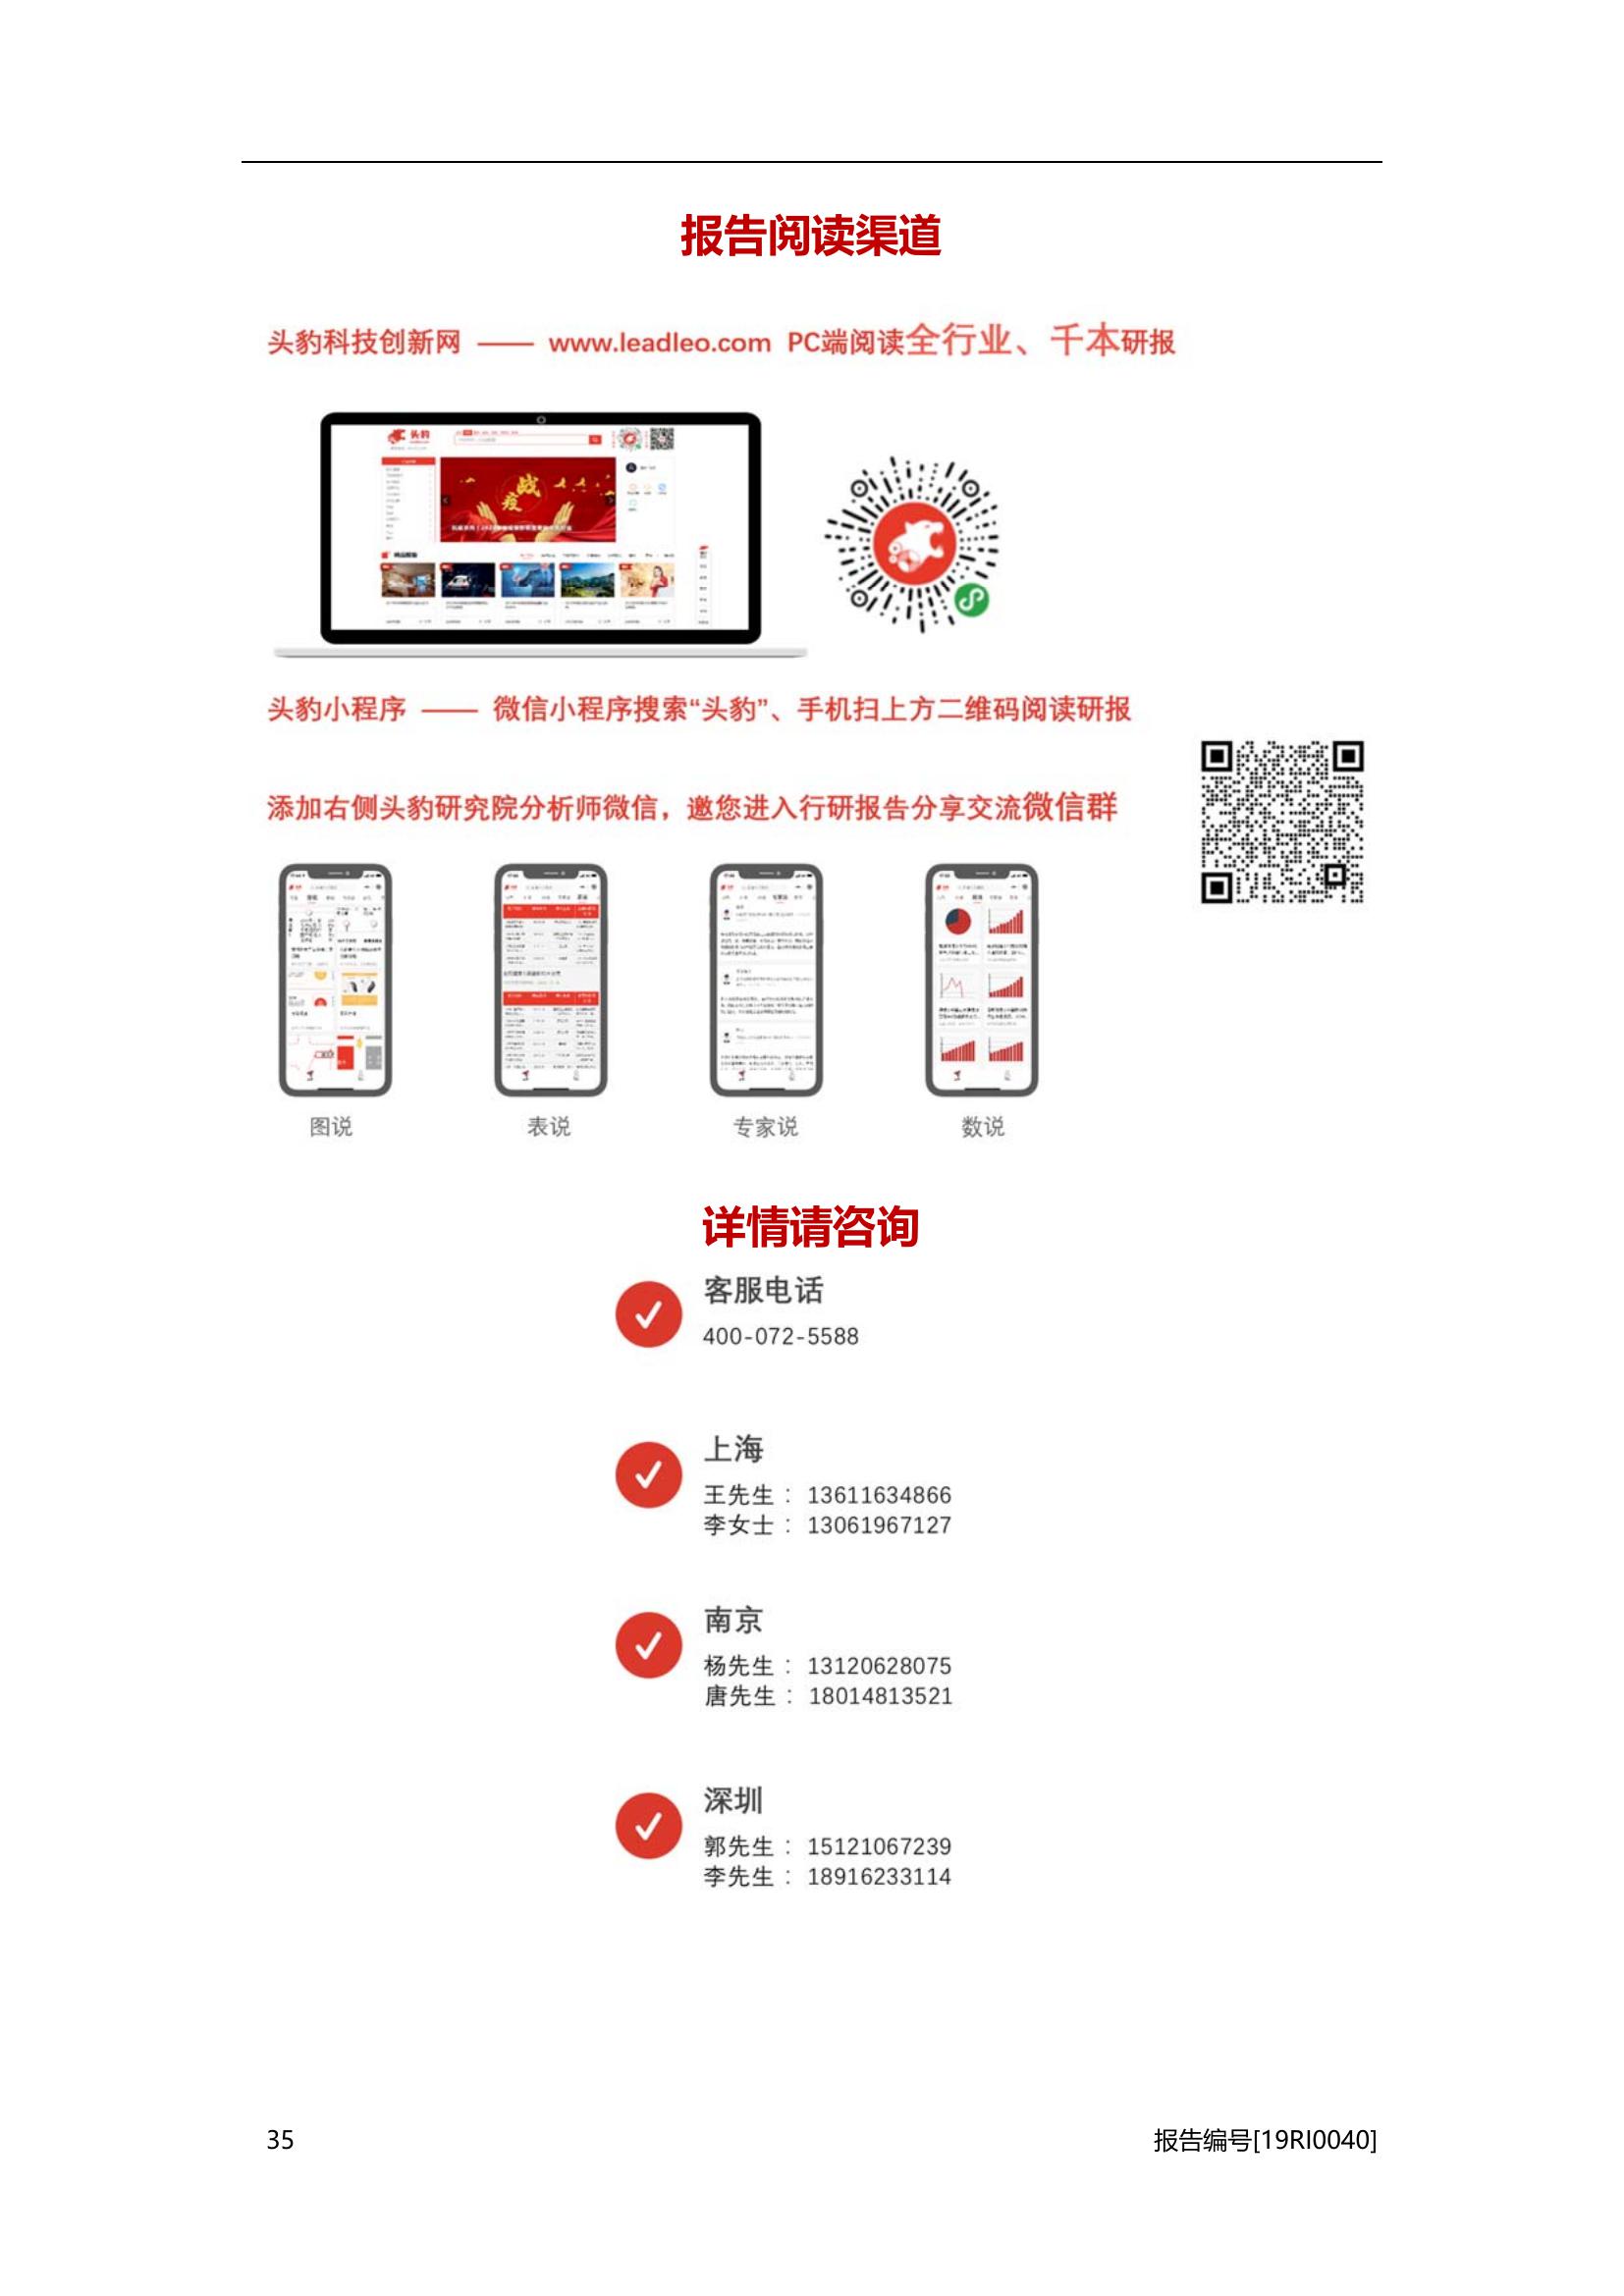 报告阅读渠道
头豹科技创新网 —— www.leadleo.com PC端阅读全行业、千本研报
头豹
战
疫
头豹小程序 —— 微信小程序搜索“头豹”、手机扫上方二维码阅读研报
添加右侧头豹研究院分析师微信，邀您进入行研报告分享交流微信群
图说
表说
专家说
数说
详情请咨询
客服电话
400-072-5588
上海
王先生：13611634866
李女士：13061967127
南京
杨先生：13120628075
唐先生：18014813521
深圳
郭先生：15121067239
李先生：18916233114
35
报告编号[19RI0040]